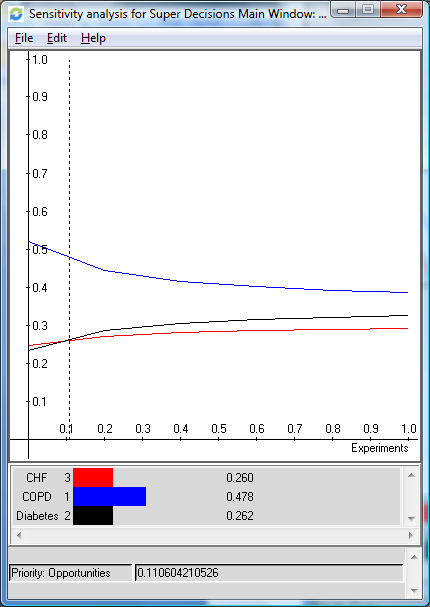 Sensitivity analysis for Super Decisions Main Window: ...
File Edit Help
1.0
0.9
0.8
0.7
0.6
0.5
0.4
0.3
0.2
0.1
0.1 0.2 0.3 0.4 0.5 0.6 0.7 0.8 0.9 1.0
Experiments
CHF 3 0.260
COPD 1 0.478
Diabetes 2 0.262
Priority: Opportunities 0.110604210526